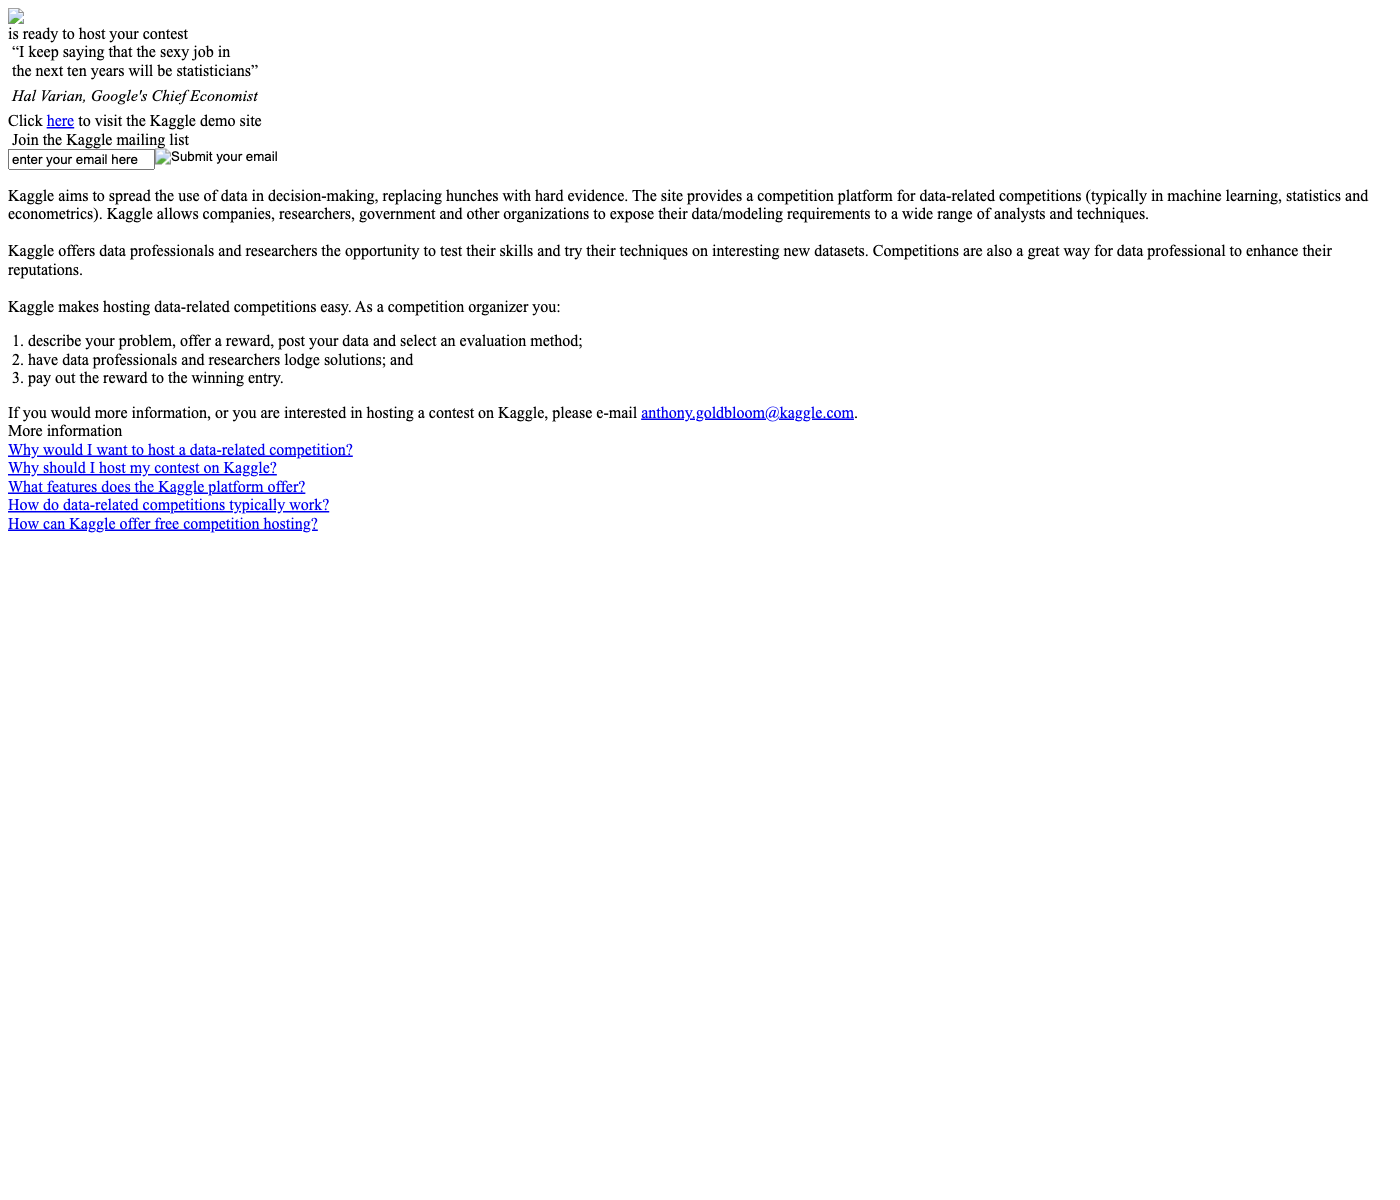 is ready to host your contest
“I keep saying that the sexy job in
the next ten years will be statisticians”
Hal Varian, Google's Chief Economist
Click here to visit the Kaggle demo site
Join the Kaggle mailing list
enter your email here Submit your email
Kaggle aims to spread the use of data in decision-making, replacing hunches with hard evidence. The site provides a competition platform for data-related competitions (typically in machine learning, statistics and
econometrics). Kaggle allows companies, researchers, government and other organizations to expose their data/modeling requirements to a wide range of analysts and techniques.
Kaggle offers data professionals and researchers the opportunity to test their skills and try their techniques on interesting new datasets. Competitions are also a great way for data professional to enhance their
reputations.
Kaggle makes hosting data-related competitions easy. As a competition organizer you:
1. describe your problem, offer a reward, post your data and select an evaluation method;
2. have data professionals and researchers lodge solutions; and
3. pay out the reward to the winning entry.
If you would more information, or you are interested in hosting a contest on Kaggle, please e-mail anthony.goldbloom@kaggle.com.
More information
Why would I want to host a data-related competition?
Why should I host my contest on Kaggle?
What features does the Kaggle platform offer?
How do data-related competitions typically work?
How can Kaggle offer free competition hosting?